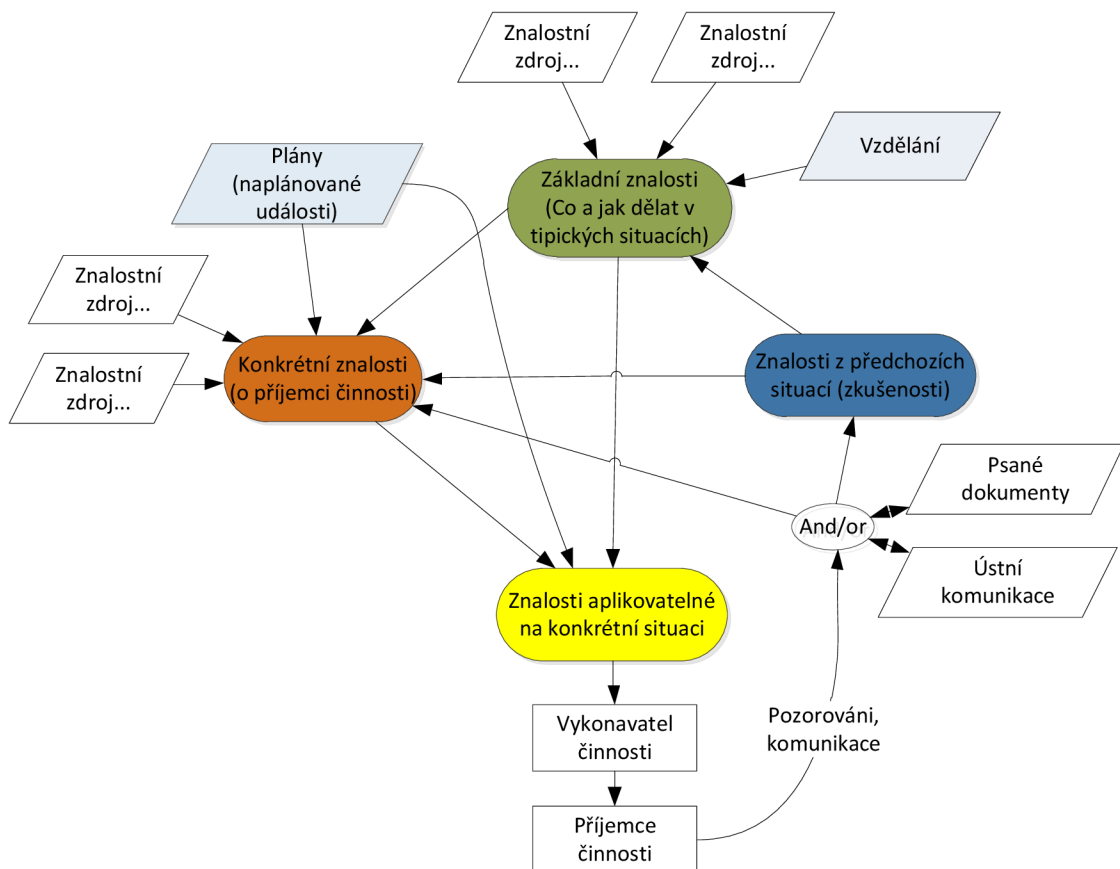 Znalostní
zdroj...
Znalostní
zdroj...
Vzdělání
Plány
(naplánované
události)
Základní znalosti
(Co a jak dělat v
tipických situacích)
Znalostní
zdroj...
Konkrétní znalosti
(o příjemci činnosti)
Znalosti z předchozích
situací (zkušenosti)
Znalostní
zdroj...
Psané
dokumenty
And/or
Ústní
komunikace
Znalosti aplikovatelné
na konkrétní situaci
Vykonavatel
činnosti
Pozorováni,
komunikace
Příjemce
činnosti